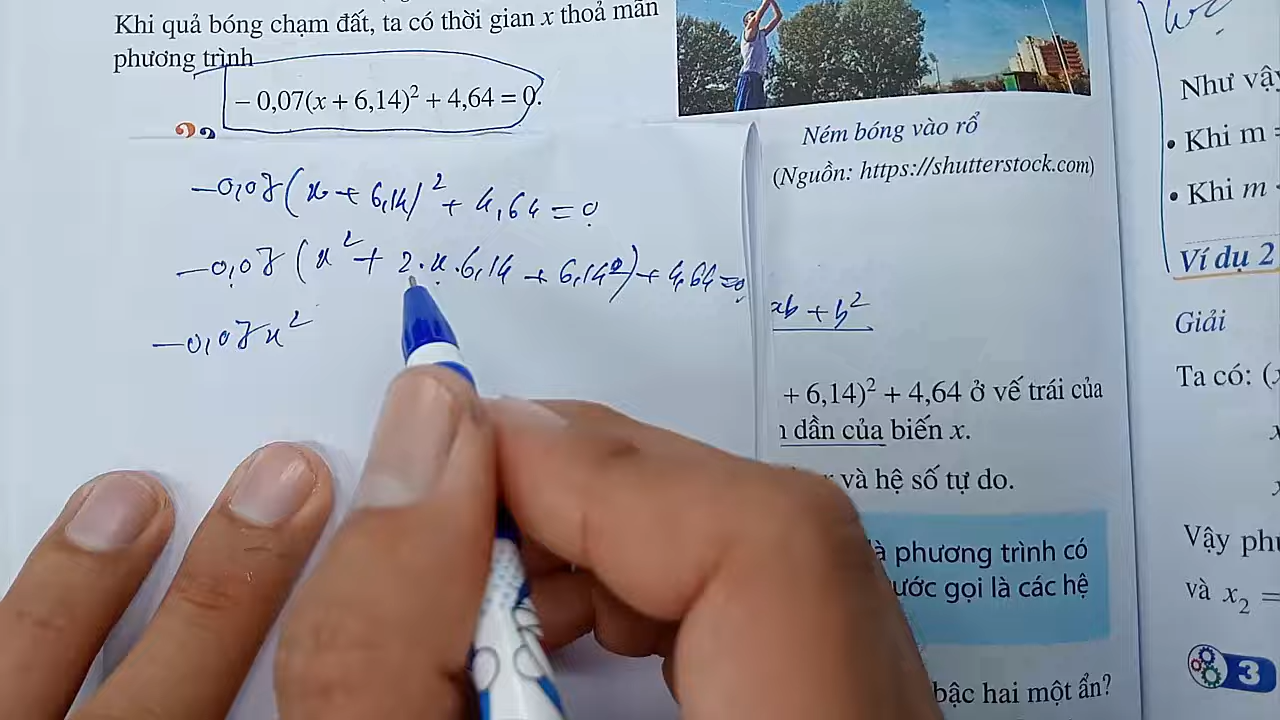 Khi quả bóng chạm đất, ta có thời gian x thoả mãn
phương trình
− 0,07(x + 6,14)² + 4,64 = 0.
−0,07(x + 6,14)² + 4,64 = 0
−0,07(x² + 2.x.6,14 + 6,14²) + 4,64 = 0
−0,07x²
Ném bóng vào rổ
(Nguồn: https://shutterstock.com)
xb + b²
+ 6,14)² + 4,64 ở vế trái của
dần của biến x.
và hệ số tự do.
là phương trình có
ước gọi là các hệ
bậc hai một ẩn?
Như vậy
• Khi m
• Khi m
Ví dụ 2
Giải
Ta có: (x
Vậy phư
và x₂ =
3